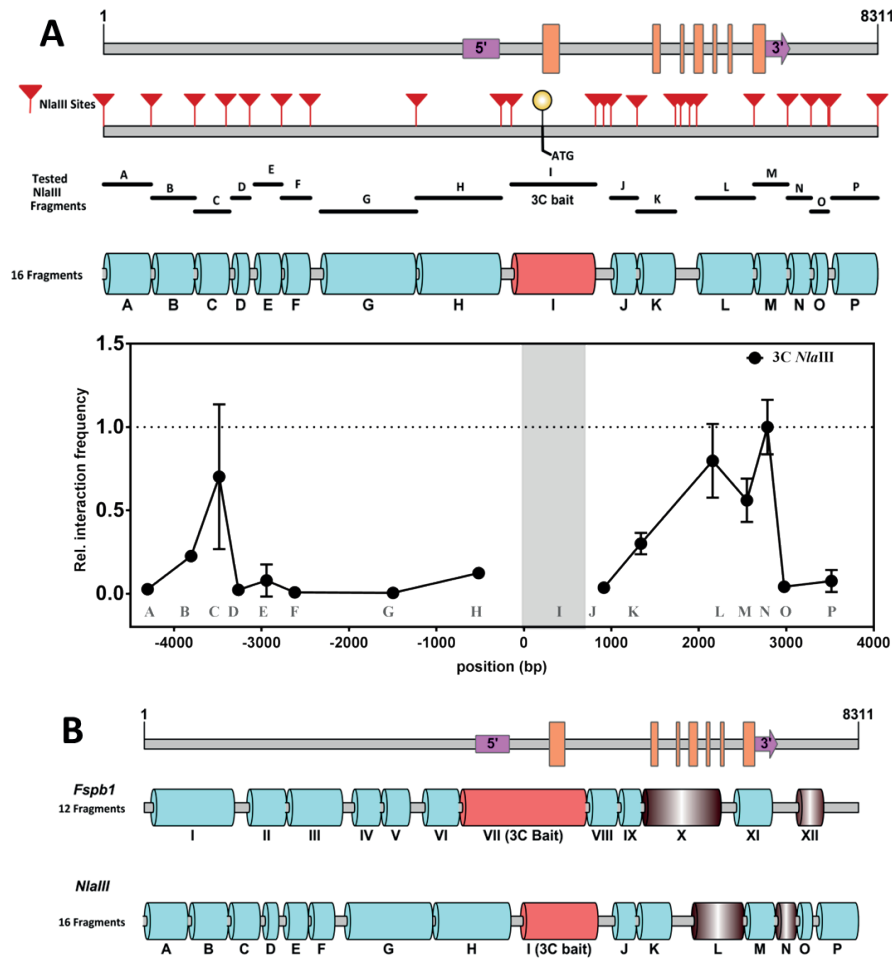 A
1
8311
5'
3'
NlaIII Sites
ATG
Tested
NlaIII
Fragments
A B C D E F G H I J K L M N O P
3C bait
16 Fragments
A B C D E F G H I J K L M N O P
1.5
1.0
0.5
0.0
Rel. interaction frequency
3C NlaIII
A B C D E F G H I J K L M N O P
-4000 -3000 -2000 -1000 0 1000 2000 3000 4000
position (bp)
B
1
8311
5'
3'
Fspb1
12 Fragments
I II III IV V VI VII (3C Bait) VIII IX X XI XII
NlaIII
16 Fragments
A B C D E F G H I (3C bait) J K L M N O P